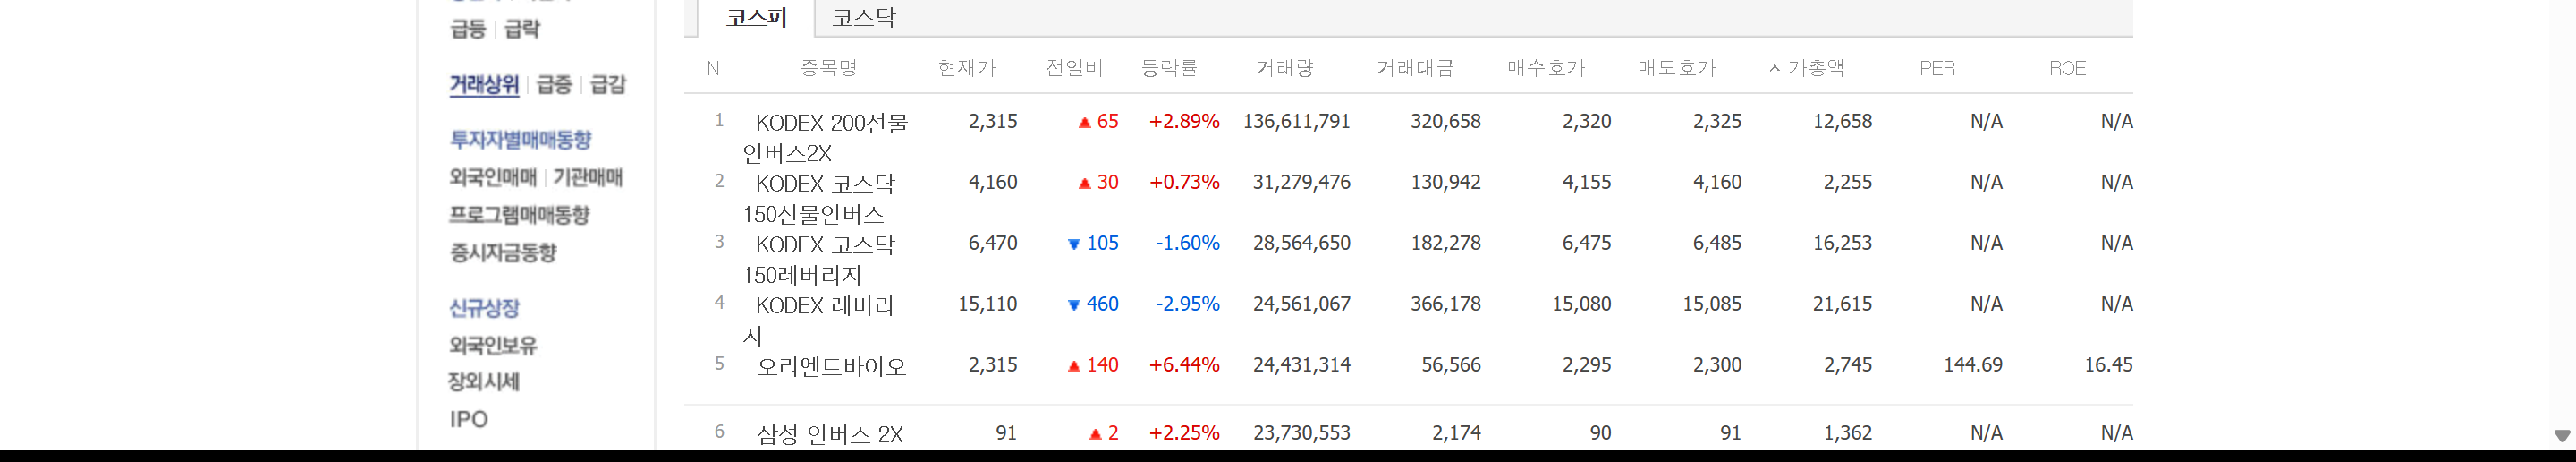 급등 | 급락
거래상위 | 급증 | 급감
투자자별매매동향
외국인매매 | 기관매매
프로그램매매동향
증시자금동향
신규상장
외국인보유
장외시세
IPO
코스피 코스닥
N 종목명 현재가 전일비 등락률 거래량 거래대금 매수호가 매도호가 시가총액 PER ROE
1 KODEX 200선물 2,315 ▲ 65 +2.89% 136,611,791 320,658 2,320 2,325 12,658 N/A N/A
인버스2X
2 KODEX 코스닥 4,160 ▲ 30 +0.73% 31,279,476 130,942 4,155 4,160 2,255 N/A N/A
150선물인버스
3 KODEX 코스닥 6,470 ▼ 105 -1.60% 28,564,650 182,278 6,475 6,485 16,253 N/A N/A
150레버리지
4 KODEX 레버리 15,110 ▼ 460 -2.95% 24,561,067 366,178 15,080 15,085 21,615 N/A N/A
지
5 오리엔트바이오 2,315 ▲ 140 +6.44% 24,431,314 56,566 2,295 2,300 2,745 144.69 16.45
6 삼성 인버스 2X 91 ▲ 2 +2.25% 23,730,553 2,174 90 91 1,362 N/A N/A